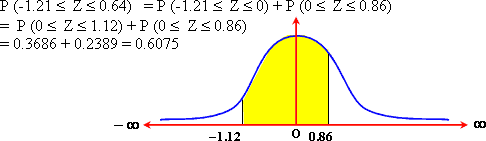 P (-1.21 ≤ Z ≤ 0.64) = P (-1.21 ≤ Z ≤ 0) + P (0 ≤ Z ≤ 0.86)
= P (0 ≤ Z ≤ 1.12) + P (0 ≤ Z ≤ 0.86)
= 0.3686 + 0.2389 = 0.6075
−∞ ∞
−1.12 O 0.86